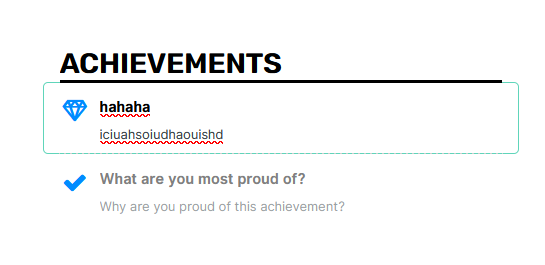 ACHIEVEMENTS
hahaha
iciuahsoiudhaouishd
What are you most proud of?
Why are you proud of this achievement?